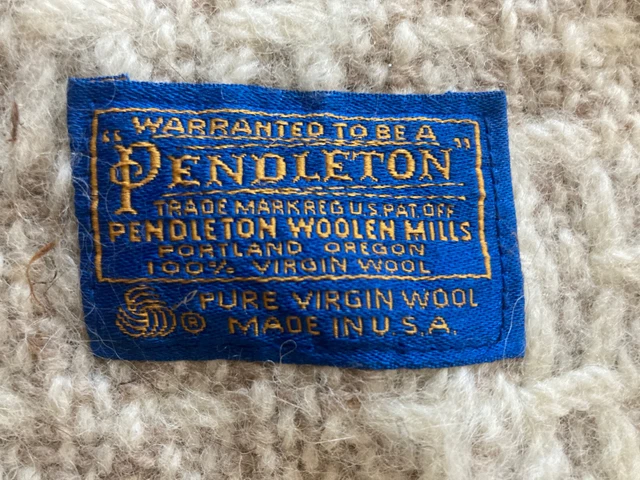 WARRANTED TO BE A
"PENDLETON"
TRADE MARK REG U.S. PAT. OFF
PENDLETON WOOLEN MILLS
PORTLAND OREGON
100% VIRGIN WOOL
® PURE VIRGIN WOOL
MADE IN U.S.A.